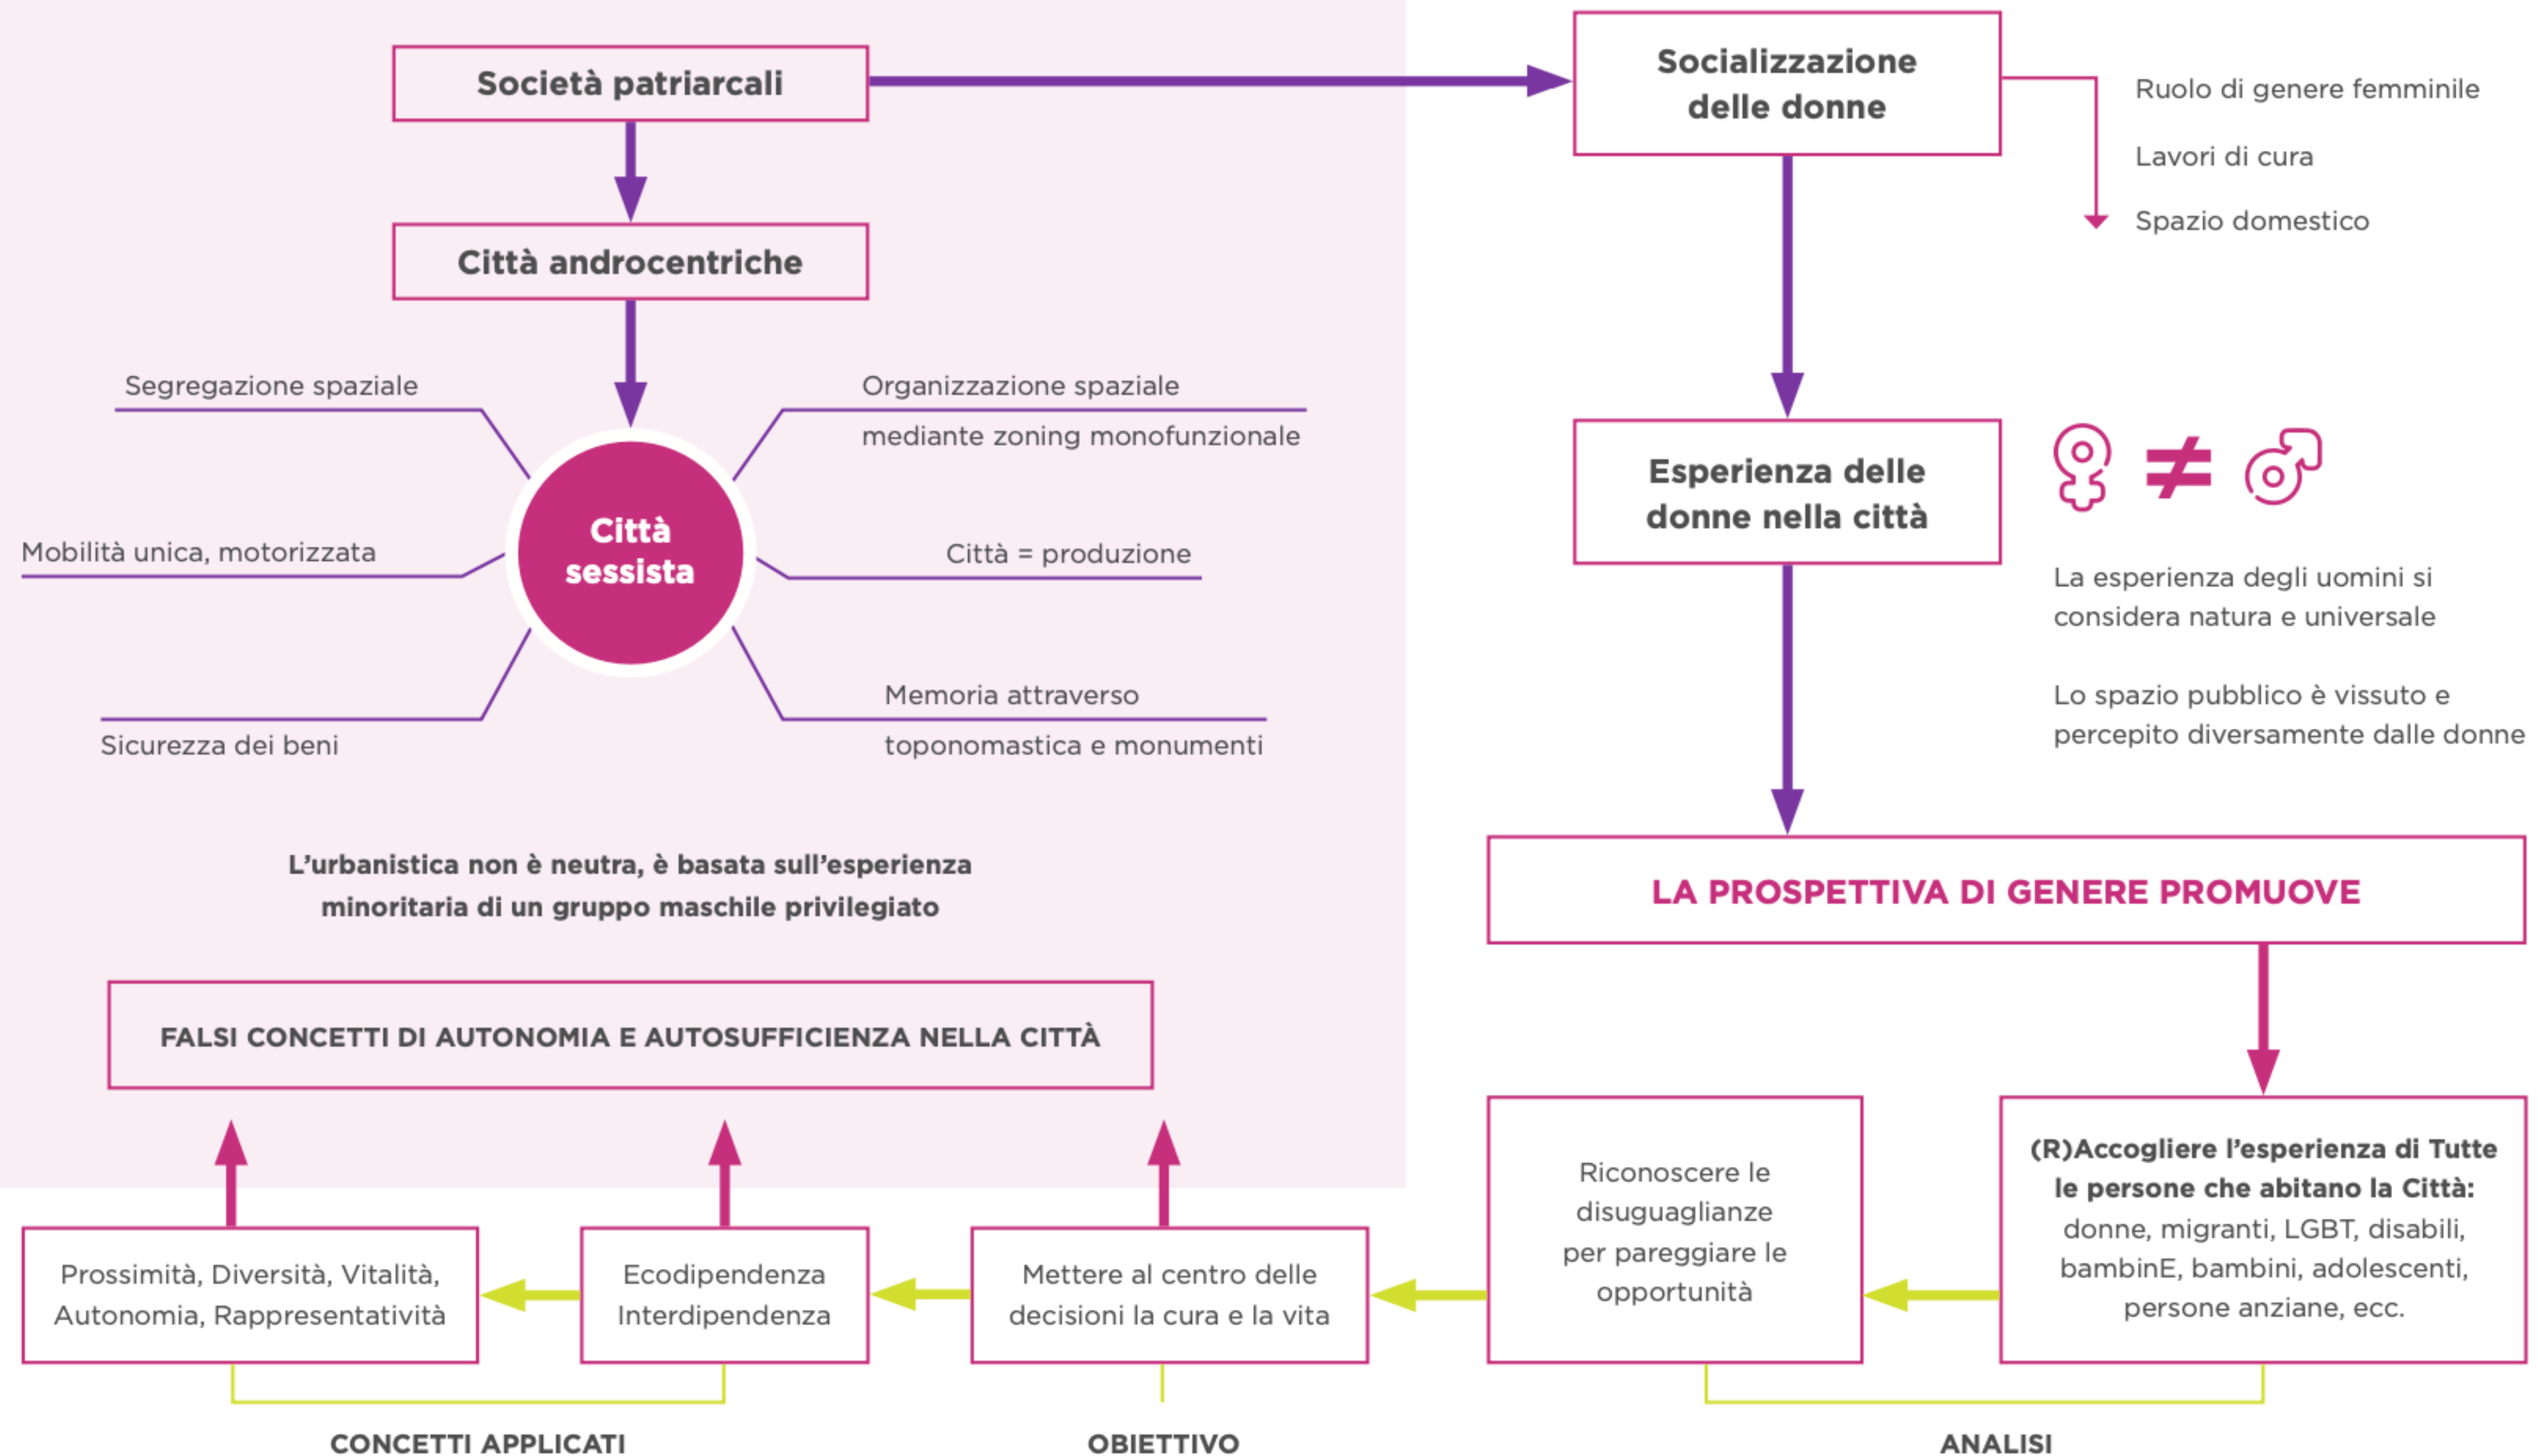 Società patriarcali
Città androcentriche
Segregazione spaziale
Organizzazione spaziale
mediante zoning monofunzionale
Mobilità unica, motorizzata
Città
sessista
Città = produzione
Sicurezza dei beni
Memoria attraverso
toponomastica e monumenti
L’urbanistica non è neutra, è basata sull’esperienza
minoritaria di un gruppo maschile privilegiato
FALSI CONCETTI DI AUTONOMIA E AUTOSUFFICIENZA NELLA CITTÀ
Socializzazione
delle donne
Ruolo di genere femminile
Lavori di cura
Spazio domestico
Esperienza delle
donne nella città
≠
La esperienza degli uomini si
considera natura e universale
Lo spazio pubblico è vissuto e
percepito diversamente dalle donne
LA PROSPETTIVA DI GENERE PROMUOVE
(R)Accogliere l’esperienza di Tutte
le persone che abitano la Città:
donne, migranti, LGBT, disabili,
bambinE, bambini, adolescenti,
persone anziane, ecc.
Riconoscere le
disuguaglianze
per pareggiare le
opportunità
Mettere al centro delle
decisioni la cura e la vita
Ecodipendenza
Interdipendenza
Prossimità, Diversità, Vitalità,
Autonomia, Rappresentatività
CONCETTI APPLICATI
OBIETTIVO
ANALISI